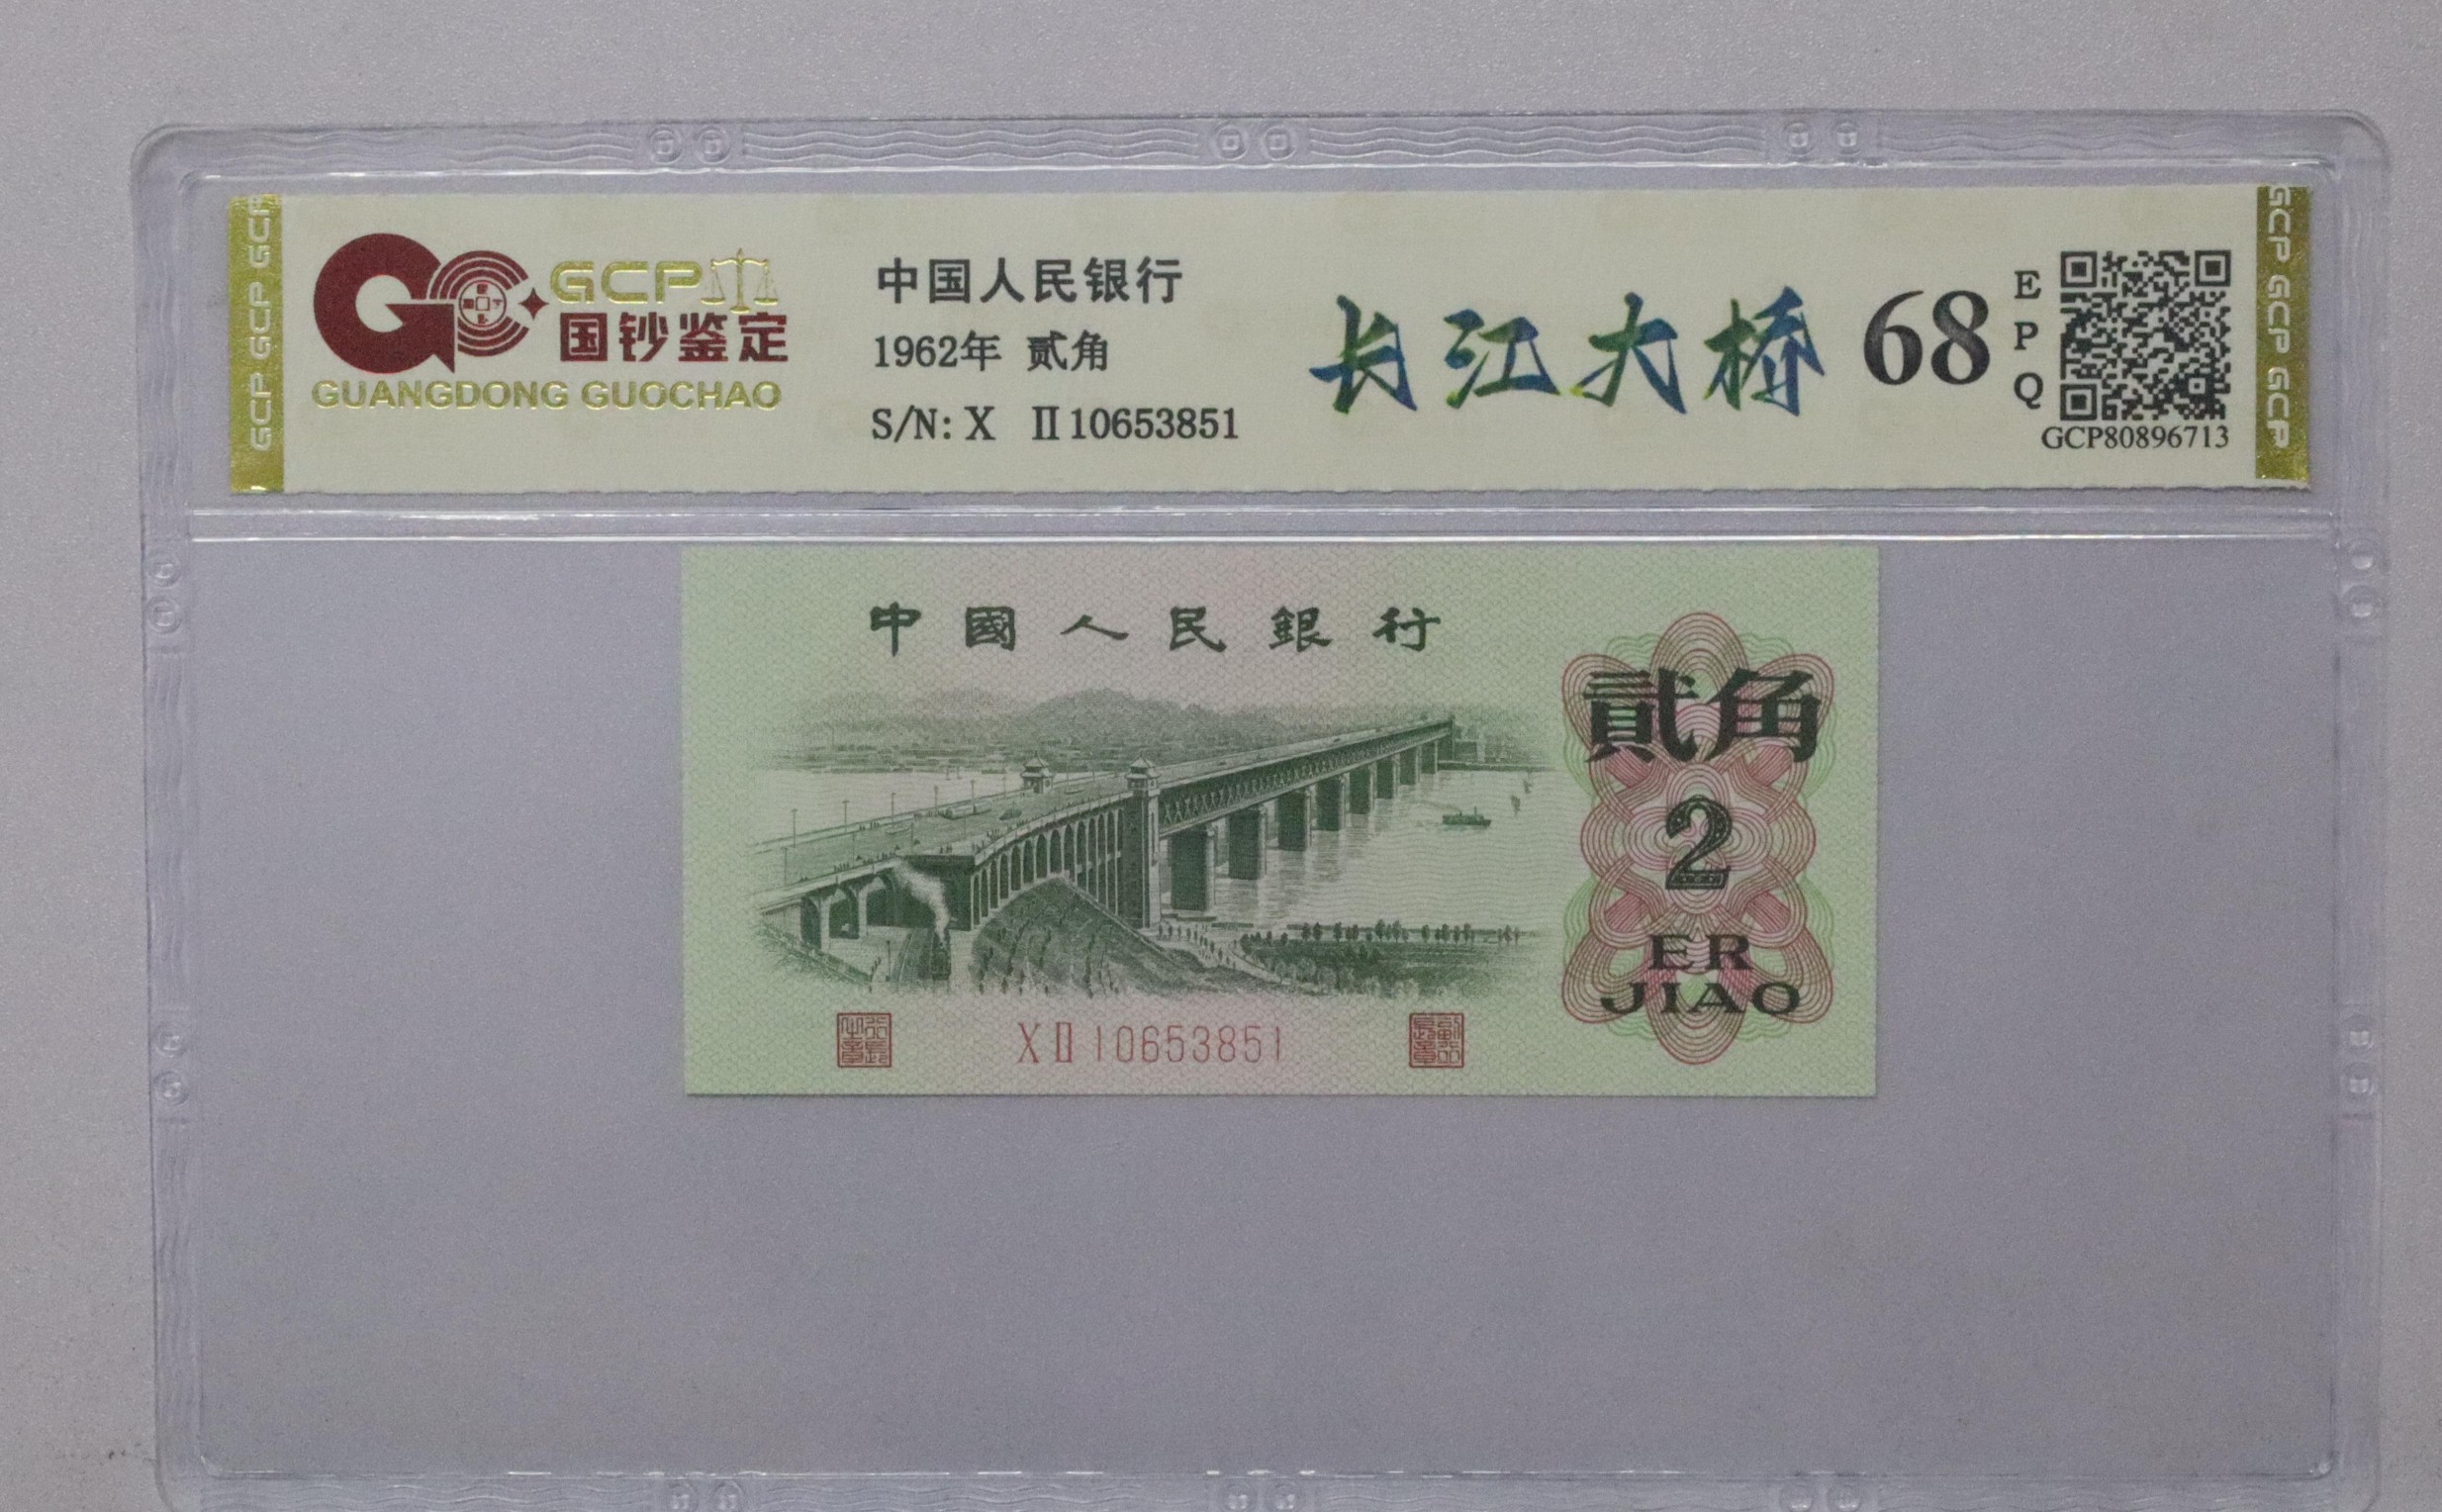 GCP GCP GCP
GCP
国钞鉴定
GUANGDONG GUOCHAO
中国人民银行
1962年 贰角
S/N: X Ⅱ10653851
长江大桥
68
EPQ
GCP80896713
GCP GCP GCP
中國人民銀行
貳角
2
ER
JIAO
XⅡ10653851